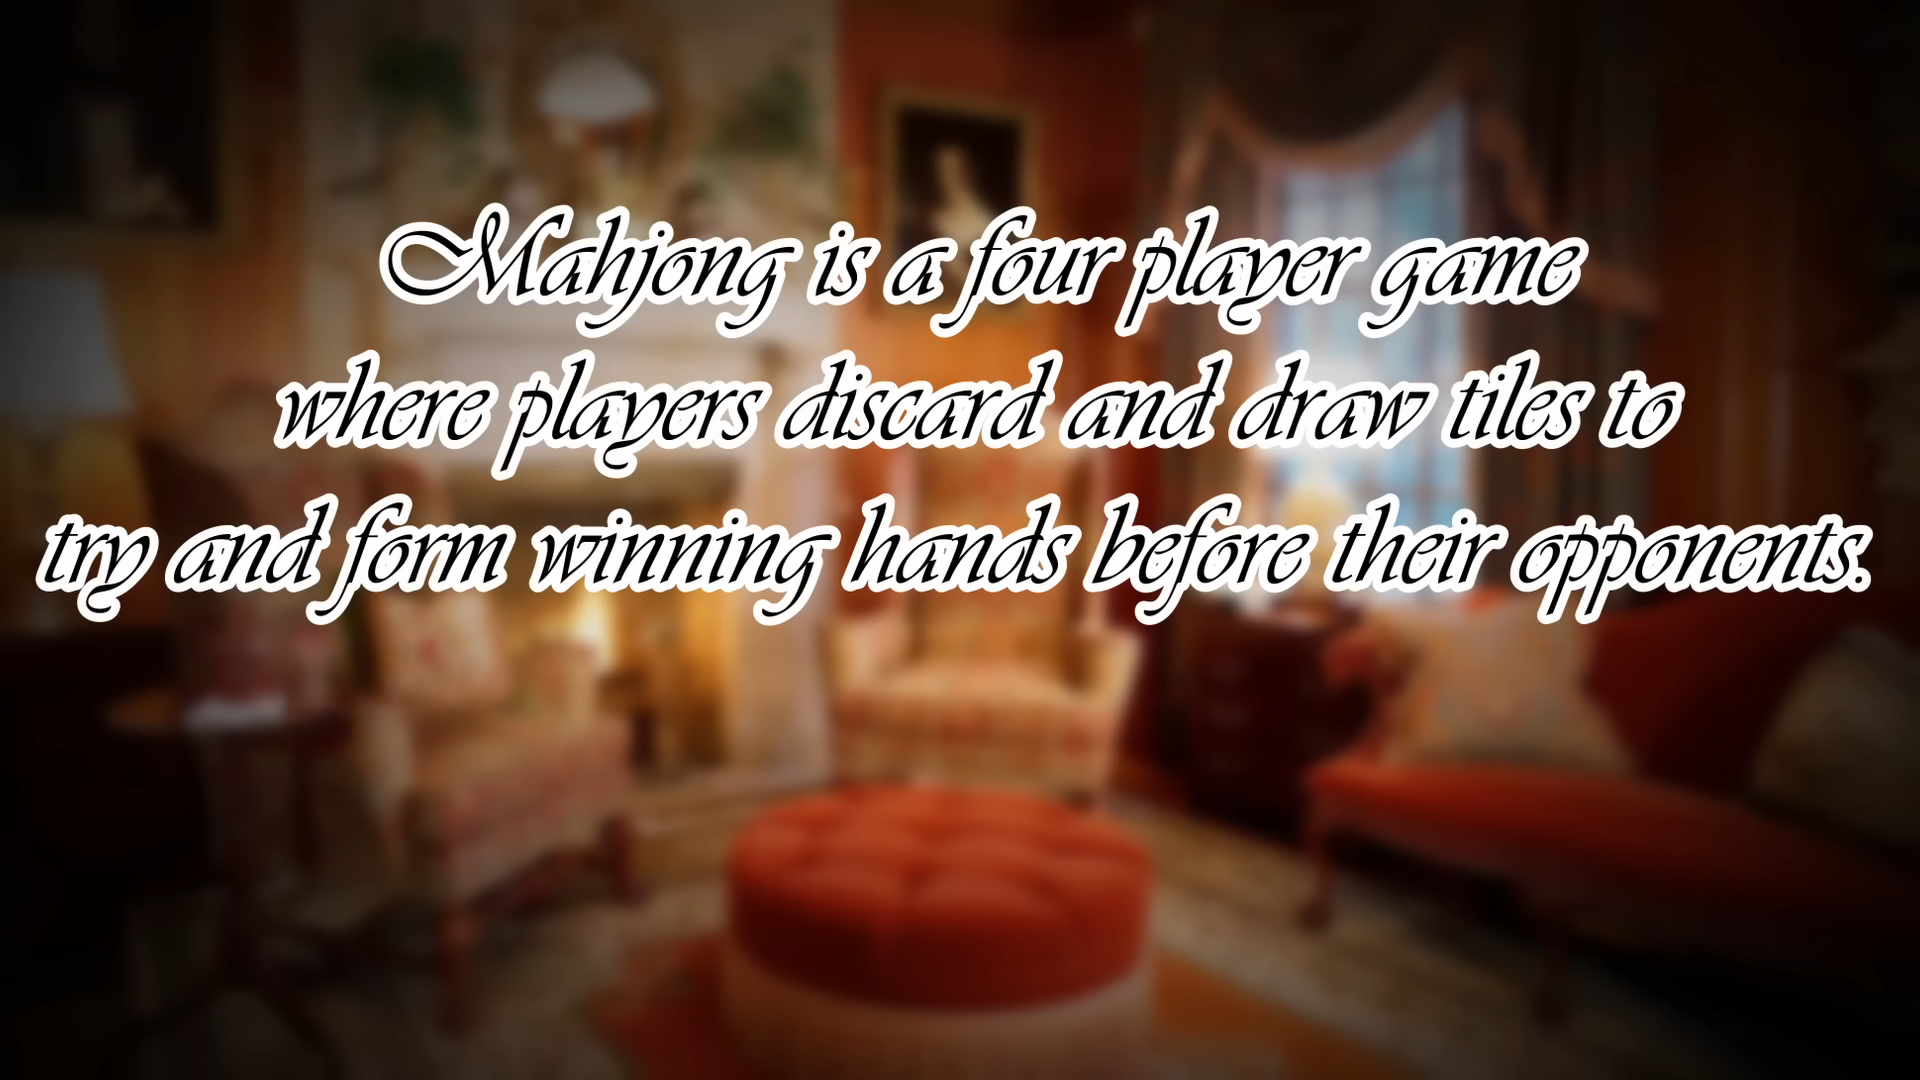 Mahjong is a four player game
where players discard and draw tiles to
try and form winning hands before their opponents.